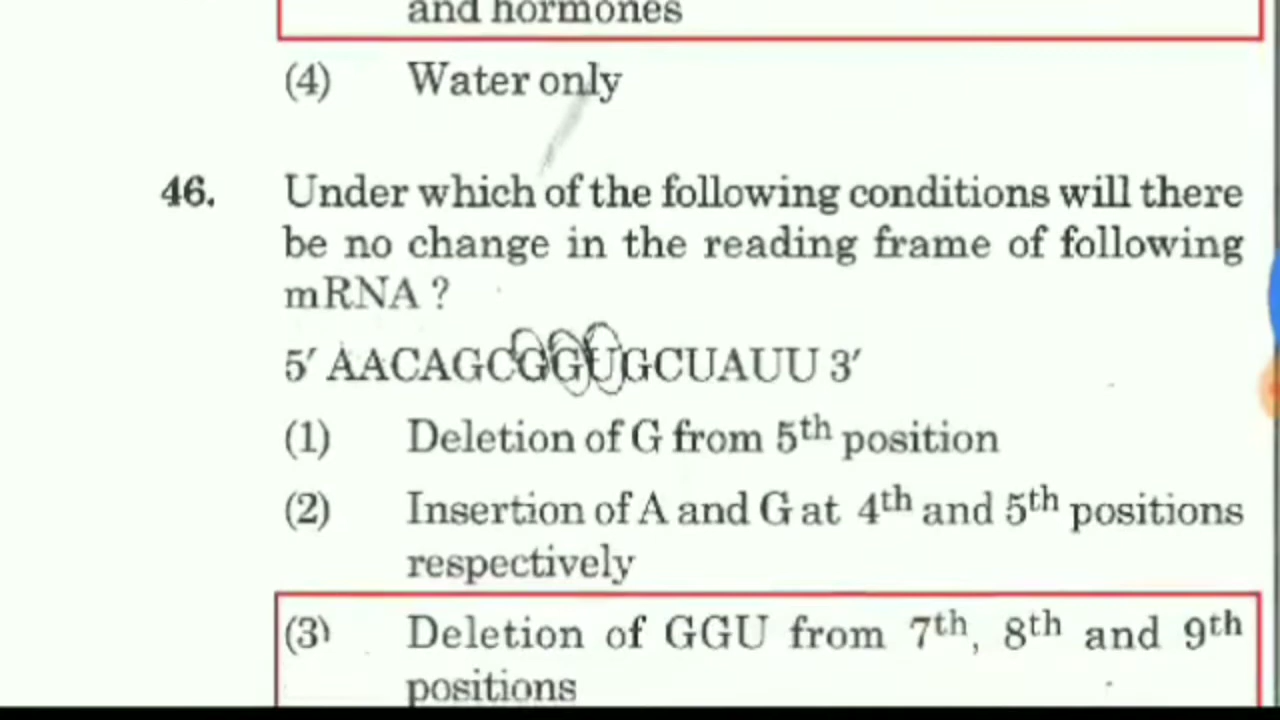 and hormones
(4) Water only
46. Under which of the following conditions will there
be no change in the reading frame of following
mRNA ?
5′ AACAGCGGUGCUAUU 3′
(1) Deletion of G from 5th position
(2) Insertion of A and G at 4th and 5th positions
respectively
(3) Deletion of GGU from 7th, 8th and 9th
positions